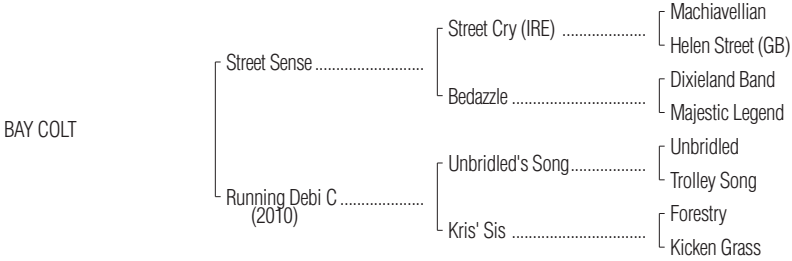 BAY COLT
Street Sense ..........................
Running Debi C ....................
(2010)
Street Cry (IRE) ....................
Bedazzle ................................
Unbridled's Song..................
Kris' Sis ................................
Machiavellian
Helen Street (GB)
Dixieland Band
Majestic Legend
Unbridled
Trolley Song
Forestry
Kicken Grass